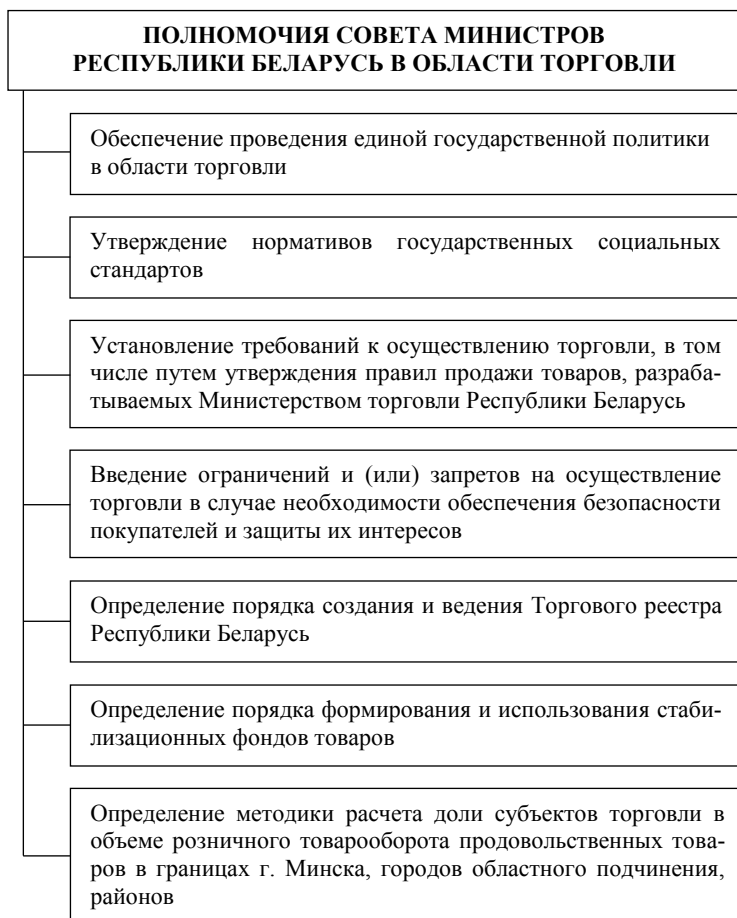 ПОЛНОМОЧИЯ СОВЕТА МИНИСТРОВ
РЕСПУБЛИКИ БЕЛАРУСЬ В ОБЛАСТИ ТОРГОВЛИ
Обеспечение проведения единой государственной политики
в области торговли
Утверждение нормативов государственных социальных
стандартов
Установление требований к осуществлению торговли, в том
числе путем утверждения правил продажи товаров, разраба-
тываемых Министерством торговли Республики Беларусь
Введение ограничений и (или) запретов на осуществление
торговли в случае необходимости обеспечения безопасности
покупателей и защиты их интересов
Определение порядка создания и ведения Торгового реестра
Республики Беларусь
Определение порядка формирования и использования стаби-
лизационных фондов товаров
Определение методики расчета доли субъектов торговли в
объеме розничного товарооборота продовольственных това-
ров в границах г. Минска, городов областного подчинения,
районов